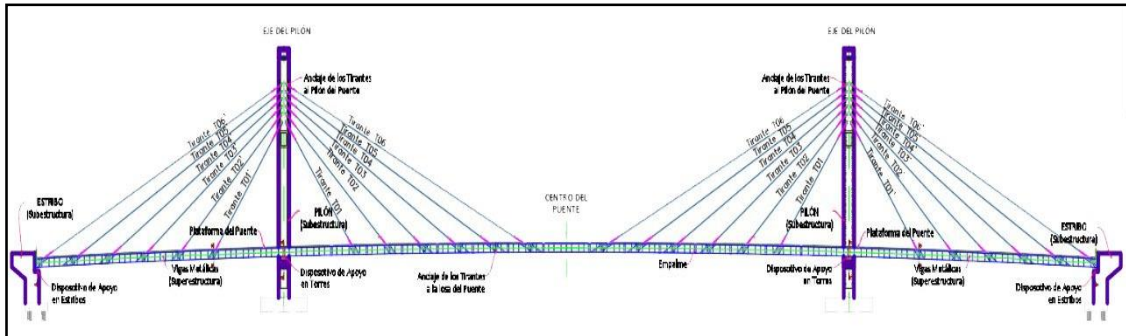 EJE DEL PILÓN
EJE DEL PILÓN
Anclaje de los Tirantes
al Pilón del Puente
Anclaje de los Tirantes
al Pilón del Puente
Tirante T06'
Tirante T05'
Tirante T04'
Tirante T03'
Tirante T02'
Tirante T01'
Tirante T06
Tirante T05
Tirante T04
Tirante T03
Tirante T02
Tirante T01
Tirante T06
Tirante T05
Tirante T04
Tirante T03
Tirante T02
Tirante T01
Tirante T06'
Tirante T05'
Tirante T04'
Tirante T03'
Tirante T02'
Tirante T01'
ESTRIBO
(Subestructura)
CENTRO DEL
PUENTE
PILÓN
(Subestructura)
PILÓN
(Subestructura)
ESTRIBO
(Subestructura)
Plataforma del Puente
Plataforma del Puente
Dispositivo de Apoyo
en Estribos
Vigas Metálicas
(Superestructura)
Dispositivo de Apoyo
en Torres
Anclaje de los Tirantes
a la losa del Puente
Empalme
Dispositivo de Apoyo
en Torres
Vigas Metálicas
(Superestructura)
Dispositivo de Apoyo
en Estribos